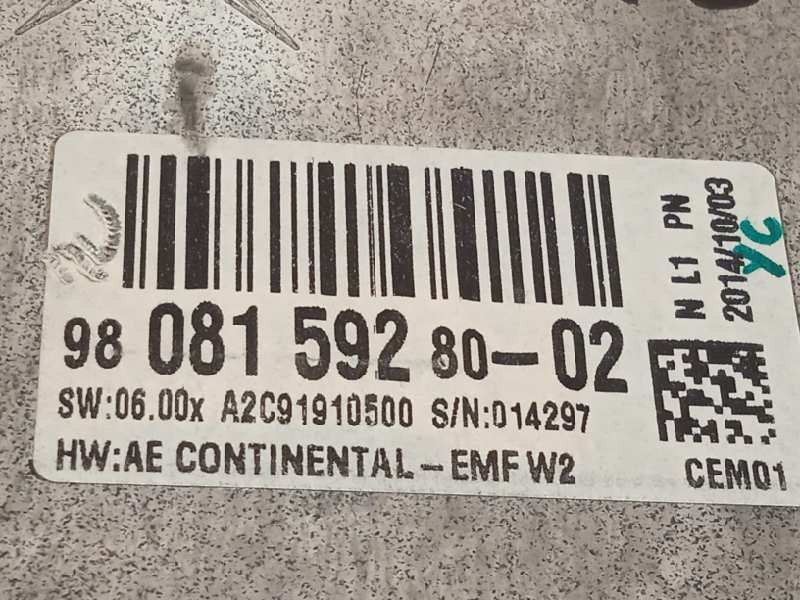 98 081 592 80-02
SW:06.00x A2C91910500 S/N:014297
HW:AE CONTINENTAL-EMF W2
N L1 PN
2014/10/03
CEM01